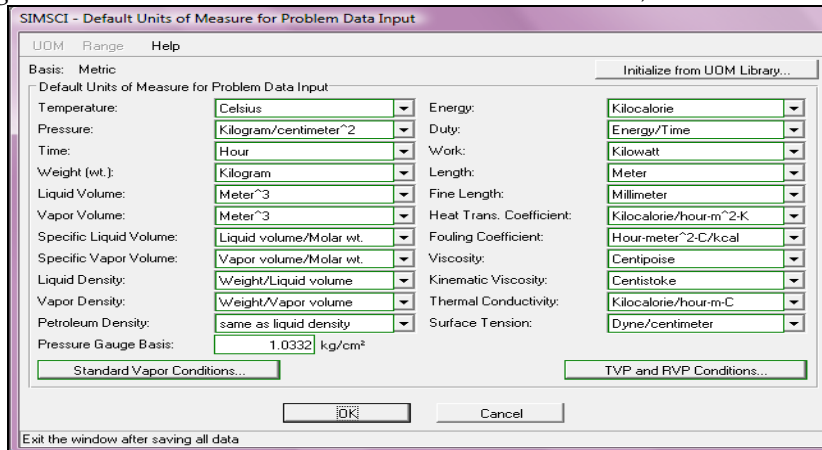 SIMSCI - Default Units of Measure for Problem Data Input
UOM Range Help
Basis: Metric
Initialize from UOM Library...
Default Units of Measure for Problem Data Input
Temperature: Celsius Energy: Kilocalorie
Pressure: Kilogram/centimeter^2 Duty: Energy/Time
Time: Hour Work: Kilowatt
Weight (wt.): Kilogram Length: Meter
Liquid Volume: Meter^3 Fine Length: Millimeter
Vapor Volume: Meter^3 Heat Trans. Coefficient: Kilocalorie/hour-m^2-K
Specific Liquid Volume: Liquid volume/Molar wt. Fouling Coefficient: Hour-meter^2-C/kcal
Specific Vapor Volume: Vapor volume/Molar wt. Viscosity: Centipoise
Liquid Density: Weight/Liquid volume Kinematic Viscosity: Centistoke
Vapor Density: Weight/Vapor volume Thermal Conductivity: Kilocalorie/hour-m-C
Petroleum Density: same as liquid density Surface Tension: Dyne/centimeter
Pressure Gauge Basis: 1.0332 kg/cm²
Standard Vapor Conditions... TVP and RVP Conditions...
OK Cancel
Exit the window after saving all data